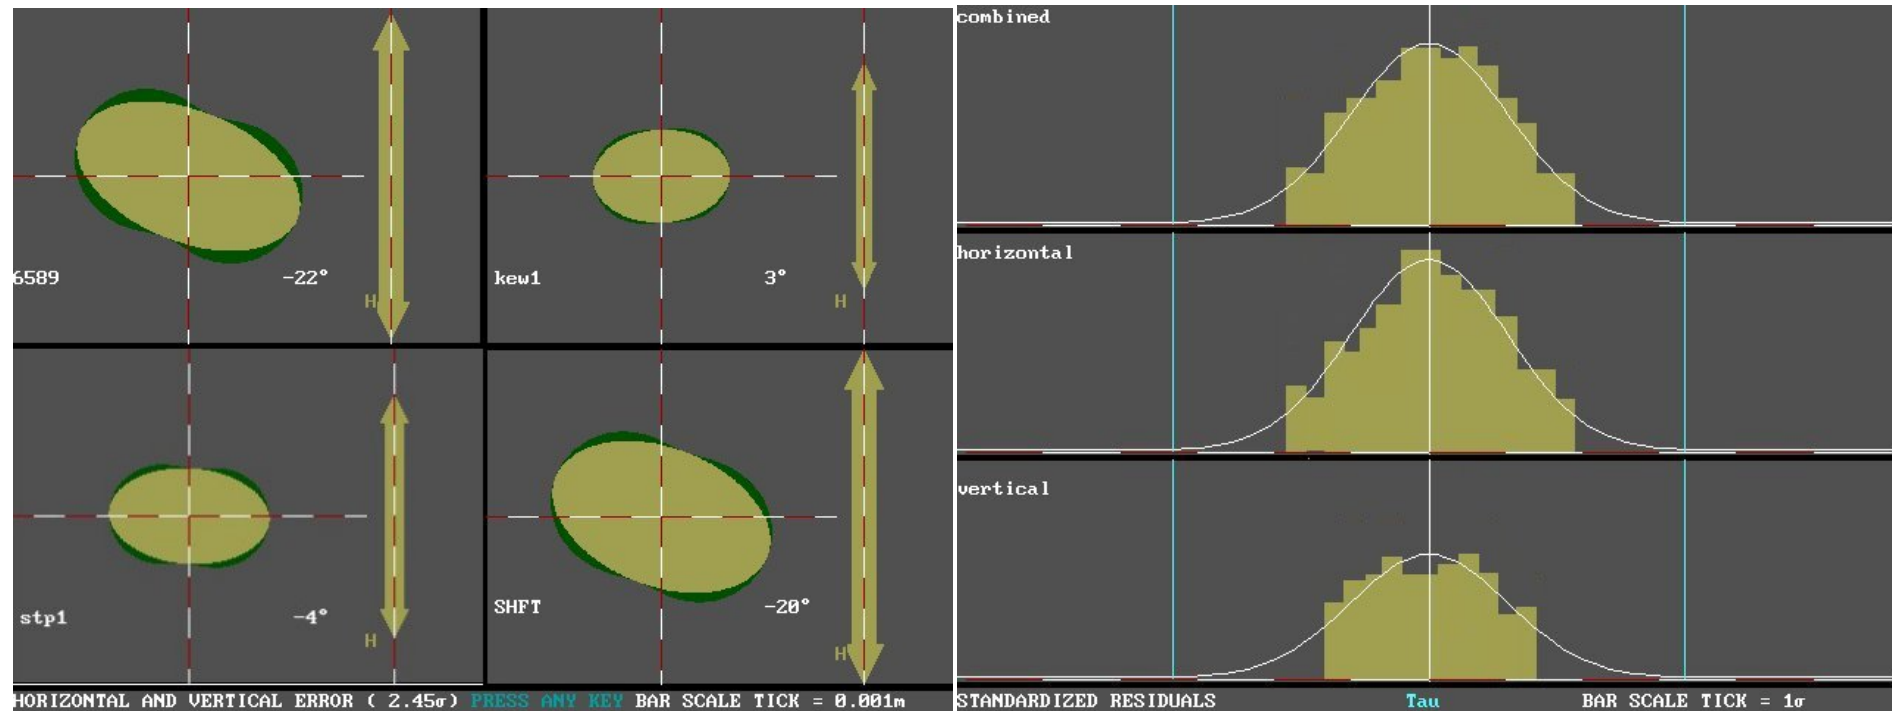 6589 -22° H
kew1 3° H
stp1 -4° H
SHFT -20° H
HORIZONTAL AND VERTICAL ERROR ( 2.45σ) PRESS ANY KEY BAR SCALE TICK = 0.001m
combined
horizontal
vertical
STANDARDIZED RESIDUALS Tau BAR SCALE TICK = 1σ